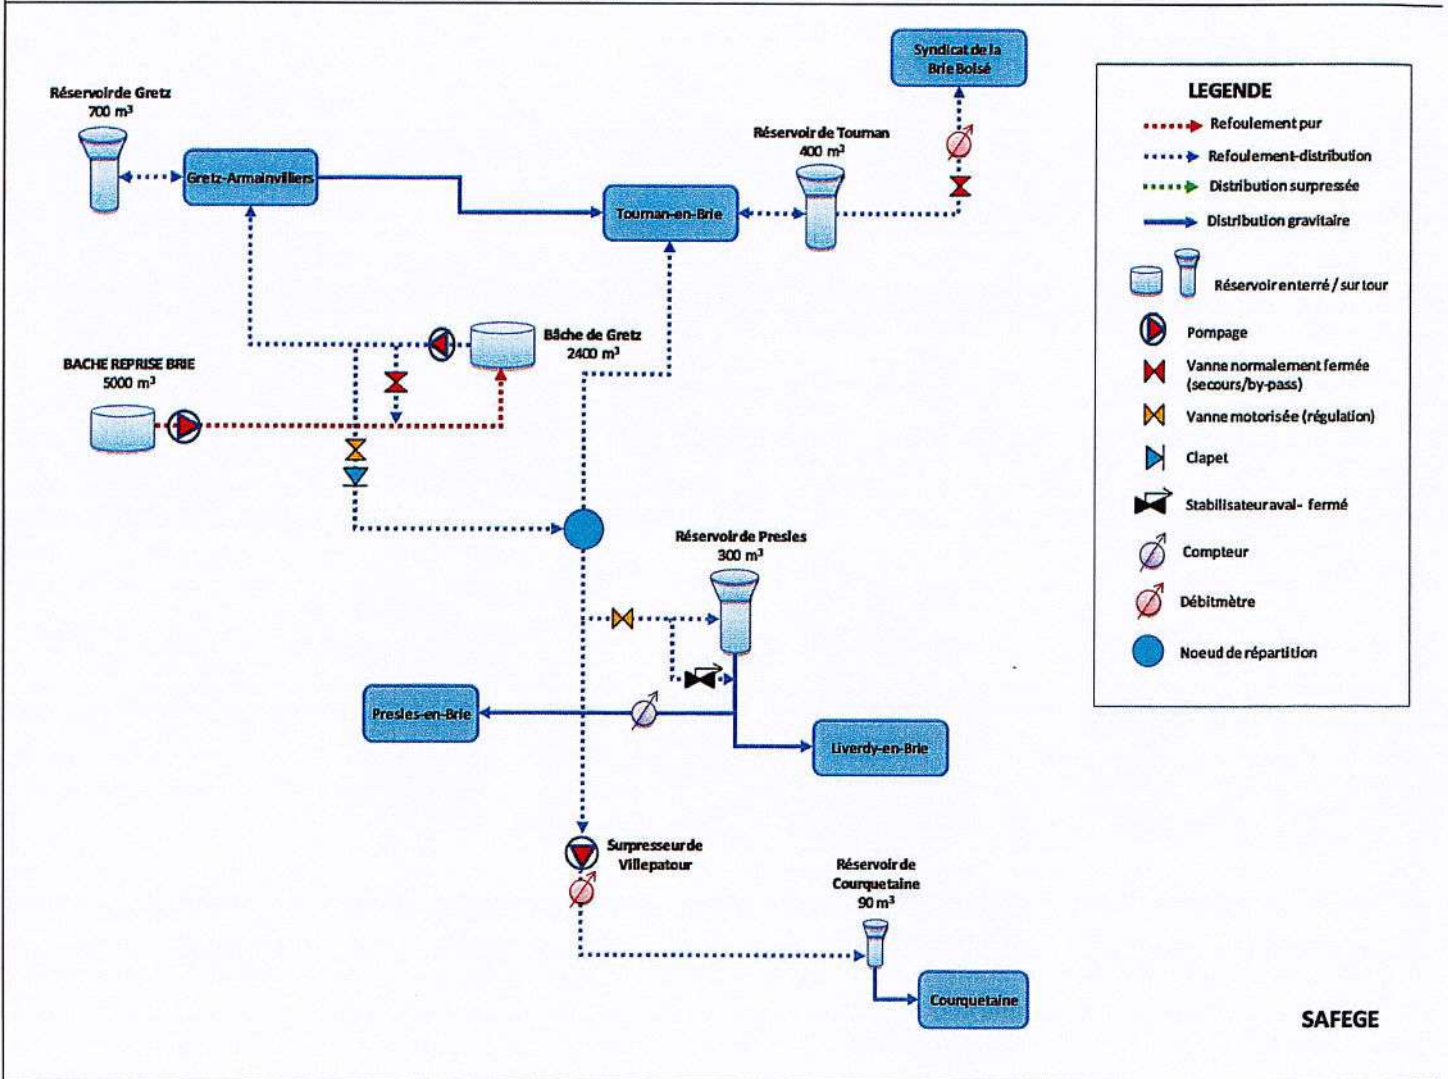 Syndicat de la
Brie Boisé
Réservoir de Gretz
700 m³
Réservoir de Tournan
400 m³
Gretz-Armainvilliers
Tournan-en-Brie
Bâche de Gretz
2400 m³
BACHE REPRISE BRIE
5000 m³
Réservoir de Presles
300 m³
Presles-en-Brie
Liverdy-en-Brie
Surpresseur de
Villepatour
Réservoir de
Courquetaine
90 m³
Courquetaine
LEGENDE
Refoulement pur
Refoulement-distribution
Distribution surpressée
Distribution gravitaire
Réservoir enterré / sur tour
Pompage
Vanne normalement fermée
(secours/by-pass)
Vanne motorisée (régulation)
Clapet
Stabilisateur aval - fermé
Compteur
Débitmètre
Noeud de répartition
SAFEGE